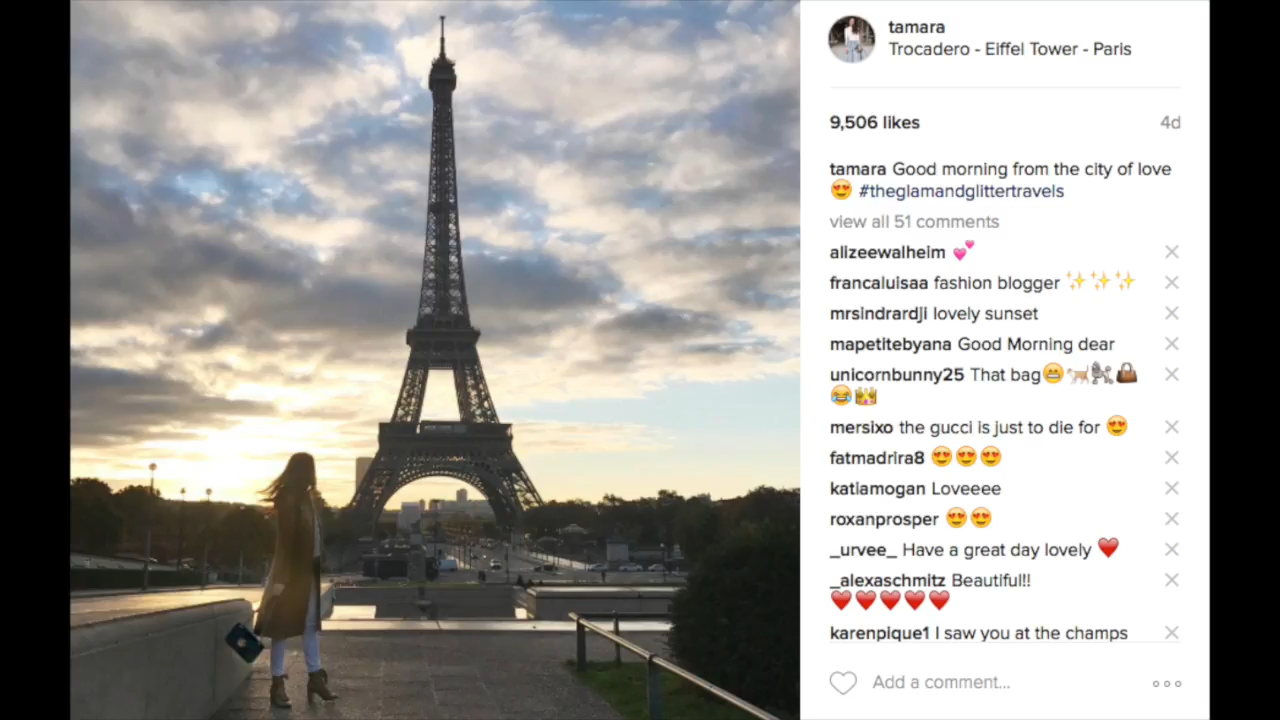 tamara
Trocadero - Eiffel Tower - Paris
9,506 likes
4d
tamara Good morning from the city of love
😍 #theglamandglittertravels
view all 51 comments
alizeewalheim 💕
francaluisaa fashion blogger ✨✨✨
mrsindrardji lovely sunset
mapetitebyana Good Morning dear
unicornbunny25 That bag😁🐈🐩👜
😂👑
mersixo the gucci is just to die for 😍
fatmadrira8 😍😍😍
katiamogan Loveeee
roxanprosper 😍😍
_urvee_ Have a great day lovely ❤️
_alexaschmitz Beautiful!!
❤️❤️❤️❤️❤️
karenpique1 I saw you at the champs
Add a comment...